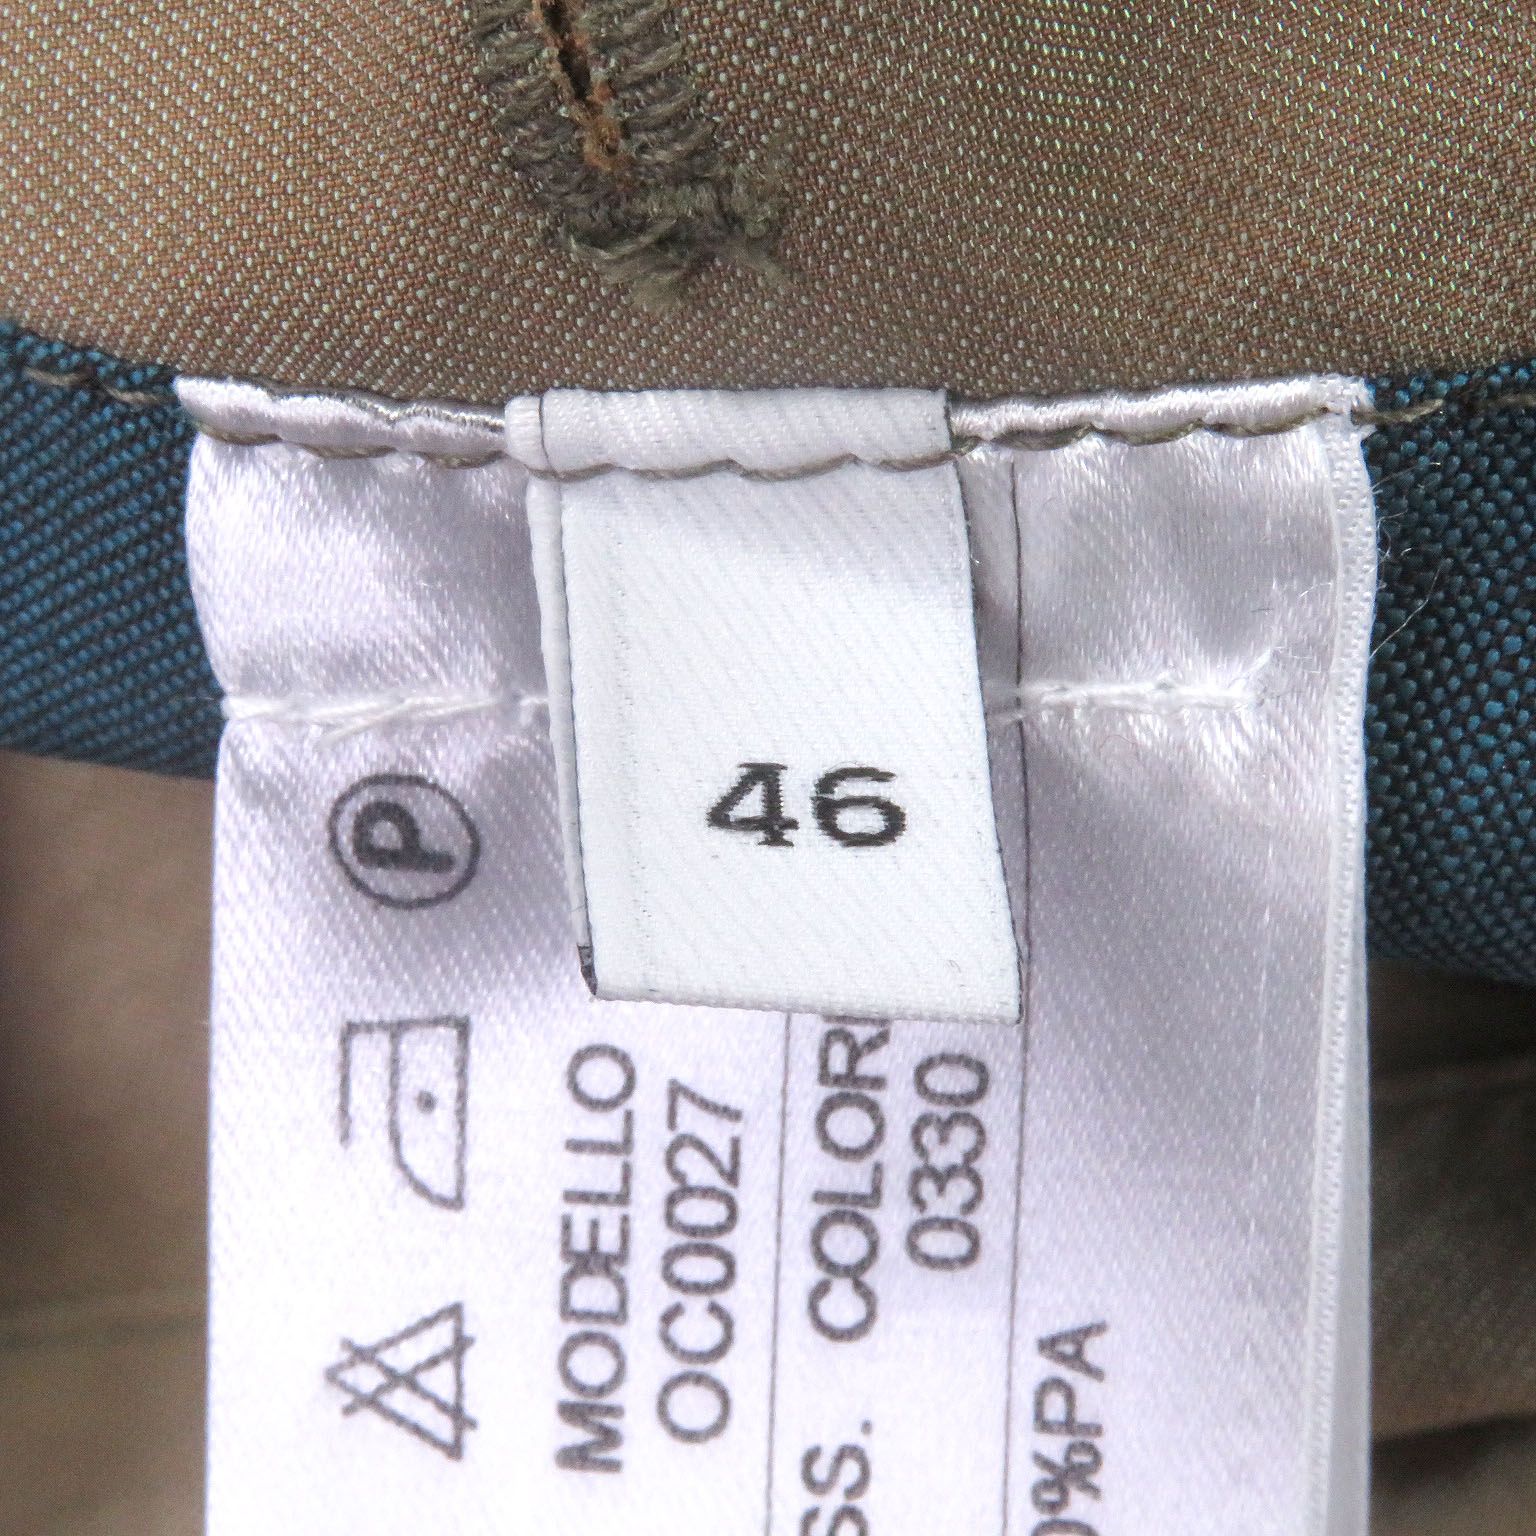 46
P
MODELLO
OC0027
COLOR
0330
SS.
0%PA